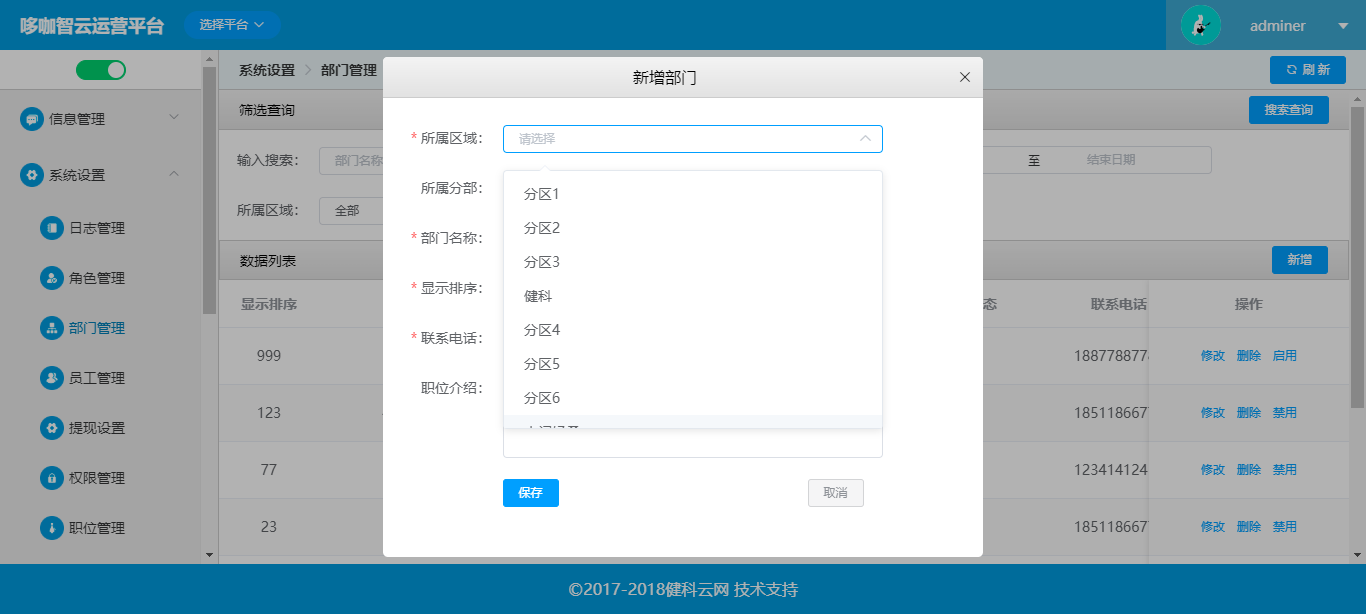 哆咖智云运营平台
选择平台
adminer
系统设置
部门管理
刷 新
新增部门
筛选查询
搜索查询
信息管理
输入搜索：
部门名称
至
结束日期
系统设置
所属区域：
全部
日志管理
角色管理
部门管理
员工管理
提现设置
权限管理
职位管理
数据列表
新增
显示排序
态
联系电话
操作
999
1887788778
修改 删除 启用
123
1851186677
修改 删除 禁用
77
123414124
修改 删除 禁用
23
1851186677
修改 删除 禁用
* 所属区域：
请选择
所属分部：
* 部门名称：
* 显示排序：
* 联系电话：
职位介绍：
分区1
分区2
分区3
健科
分区4
分区5
分区6
保存
取消
©2017-2018健科云网 技术支持